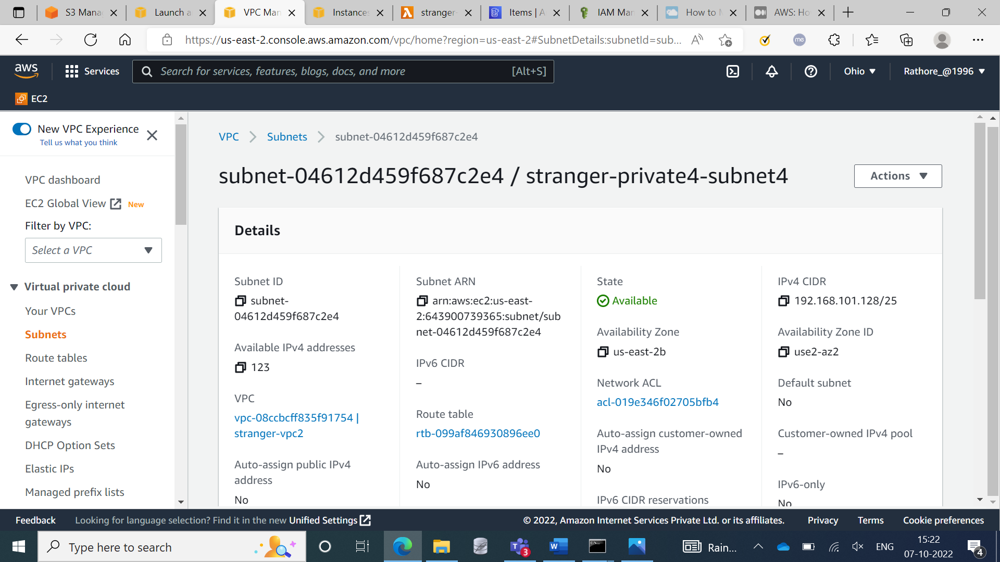 S3 Mana
Launch a
VPC Man
Instances
stranger-
Items | A
IAM Man
How to M
AWS: Ho
https://us-east-2.console.aws.amazon.com/vpc/home?region=us-east-2#SubnetDetails:subnetId=sub...
me
aws
Services
Search for services, features, blogs, docs, and more
[Alt+S]
Ohio
Rathore_@1996
EC2
New VPC Experience
Tell us what you think
VPC dashboard
EC2 Global View
New
Filter by VPC:
Select a VPC
Virtual private cloud
Your VPCs
Subnets
Route tables
Internet gateways
Egress-only internet
gateways
DHCP Option Sets
Elastic IPs
Managed prefix lists
VPC
Subnets
subnet-04612d459f687c2e4
subnet-04612d459f687c2e4 / stranger-private4-subnet4
Actions
Details
Subnet ID
subnet-
04612d459f687c2e4
Available IPv4 addresses
123
VPC
vpc-08ccbcff835f91754 |
stranger-vpc2
Auto-assign public IPv4
address
No
Subnet ARN
arn:aws:ec2:us-east-
2:643900739365:subnet/sub
net-04612d459f687c2e4
IPv6 CIDR
–
Route table
rtb-099af846930896ee0
Auto-assign IPv6 address
No
State
Available
Availability Zone
us-east-2b
Network ACL
acl-019e346f02705bfb4
Auto-assign customer-owned
IPv4 address
No
IPv6 CIDR reservations
IPv4 CIDR
192.168.101.128/25
Availability Zone ID
use2-az2
Default subnet
No
Customer-owned IPv4 pool
–
IPv6-only
No
Feedback
Looking for language selection? Find it in the new Unified Settings
© 2022, Amazon Internet Services Private Ltd. or its affiliates.
Privacy
Terms
Cookie preferences
Type here to search
3
Rain...
ENG
15:22
07-10-2022
4